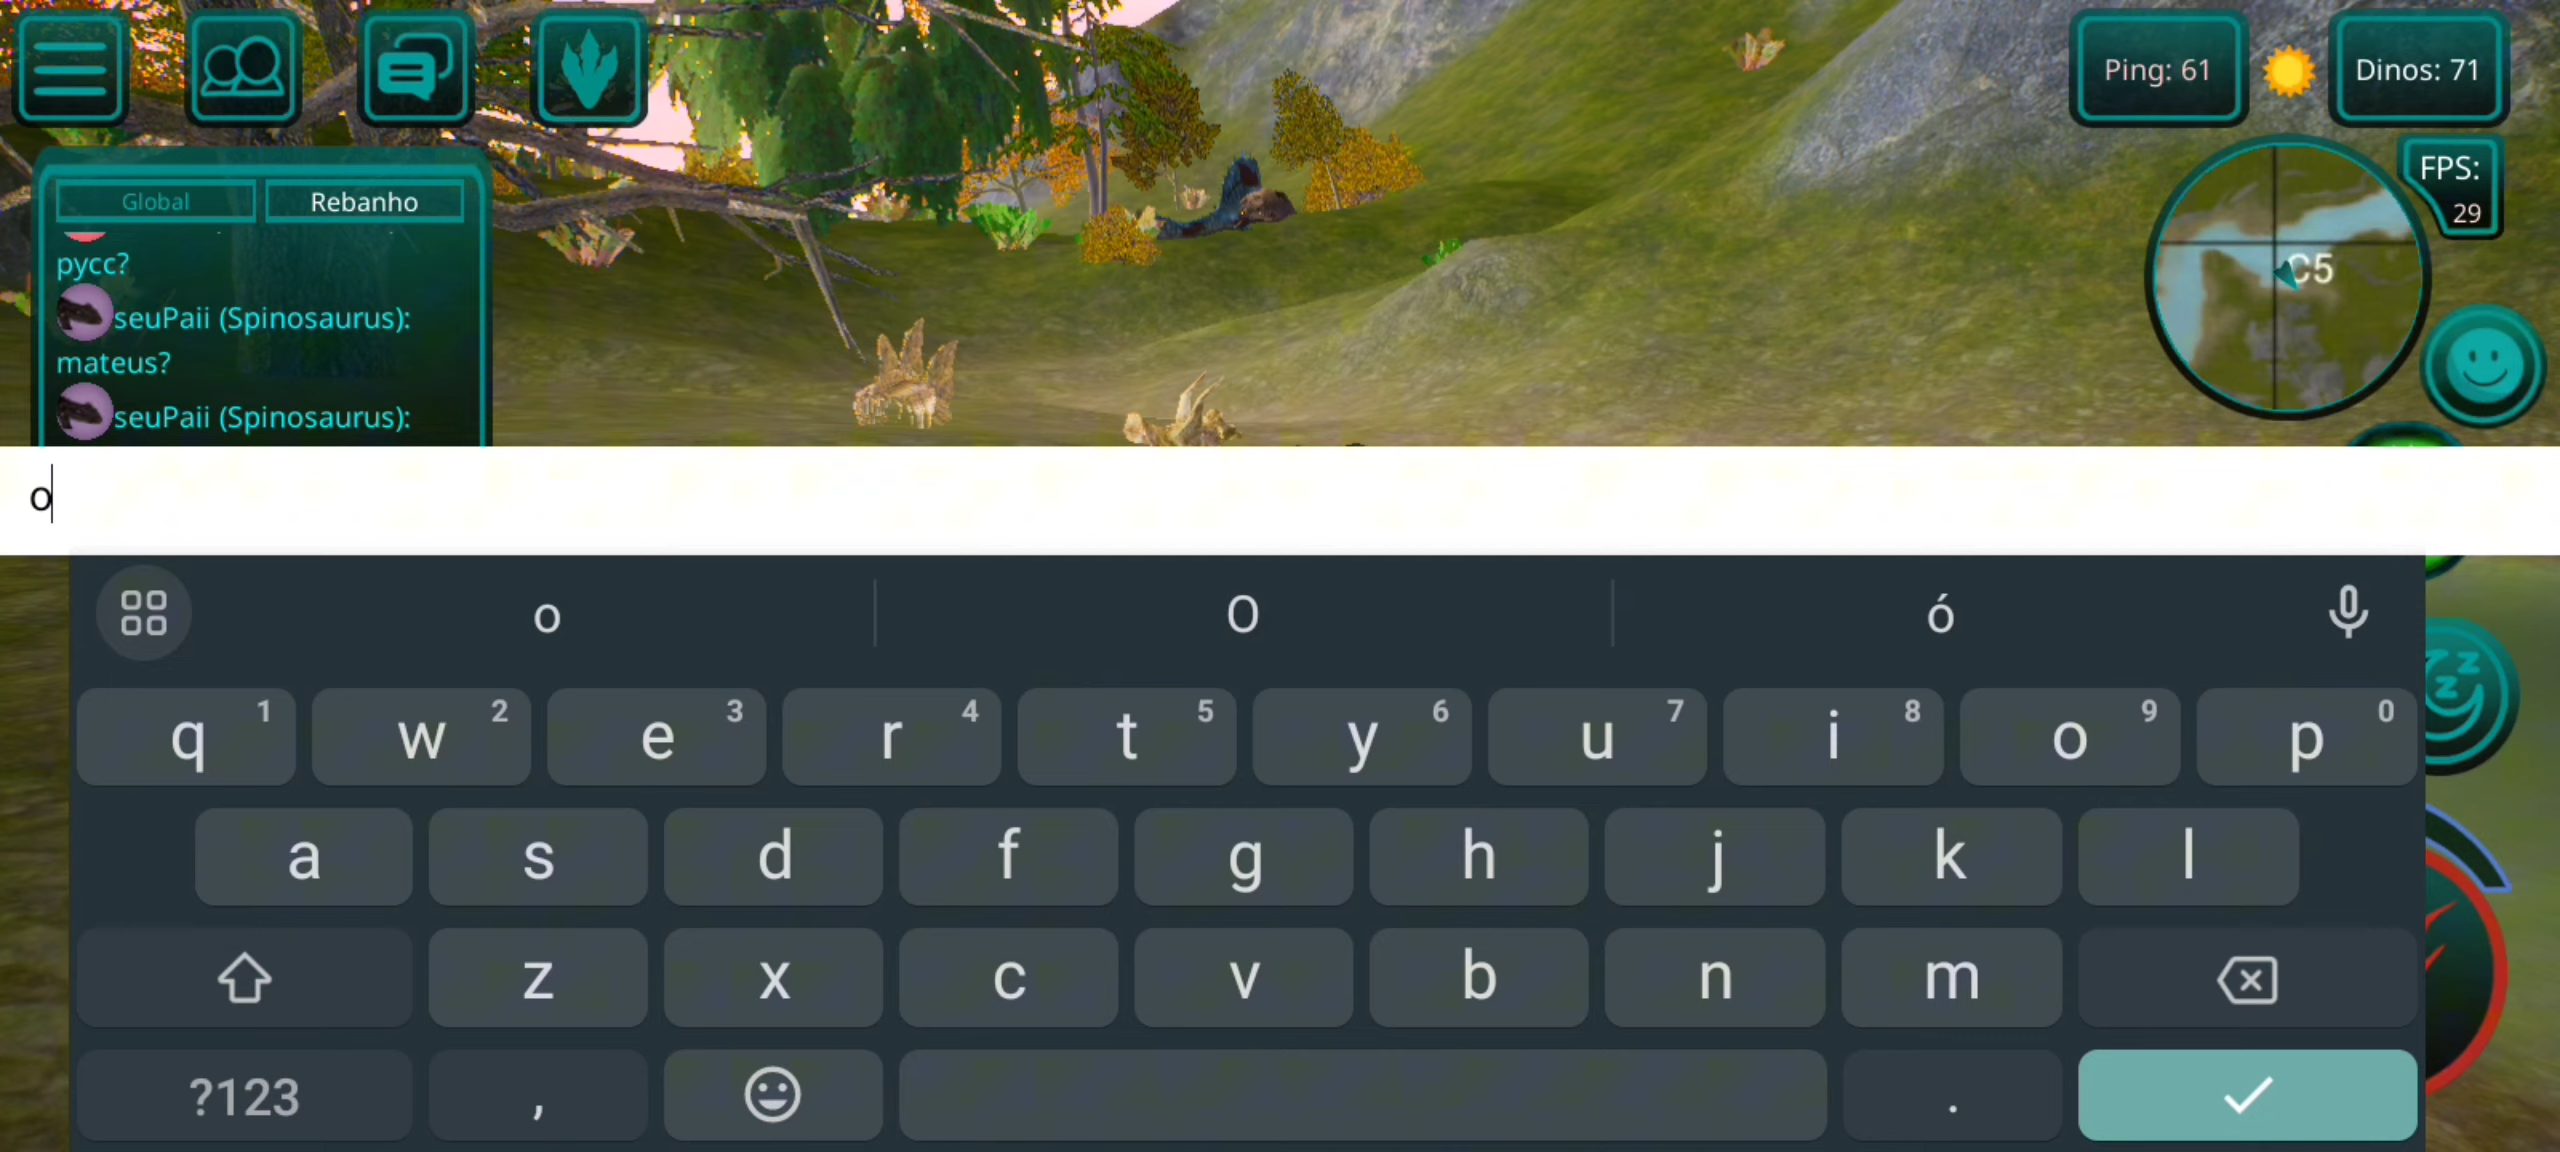 Ping: 61
Dinos: 71
FPS:
29
C5
Global
Rebanho
русс?
seuPaii (Spinosaurus):
mateus?
seuPaii (Spinosaurus):
o
o
O
ó
q 1 w 2 e 3 r 4 t 5 y 6 u 7 i 8 o 9 p 0
a s d f g h j k l
z x c v b n m
?123 , .